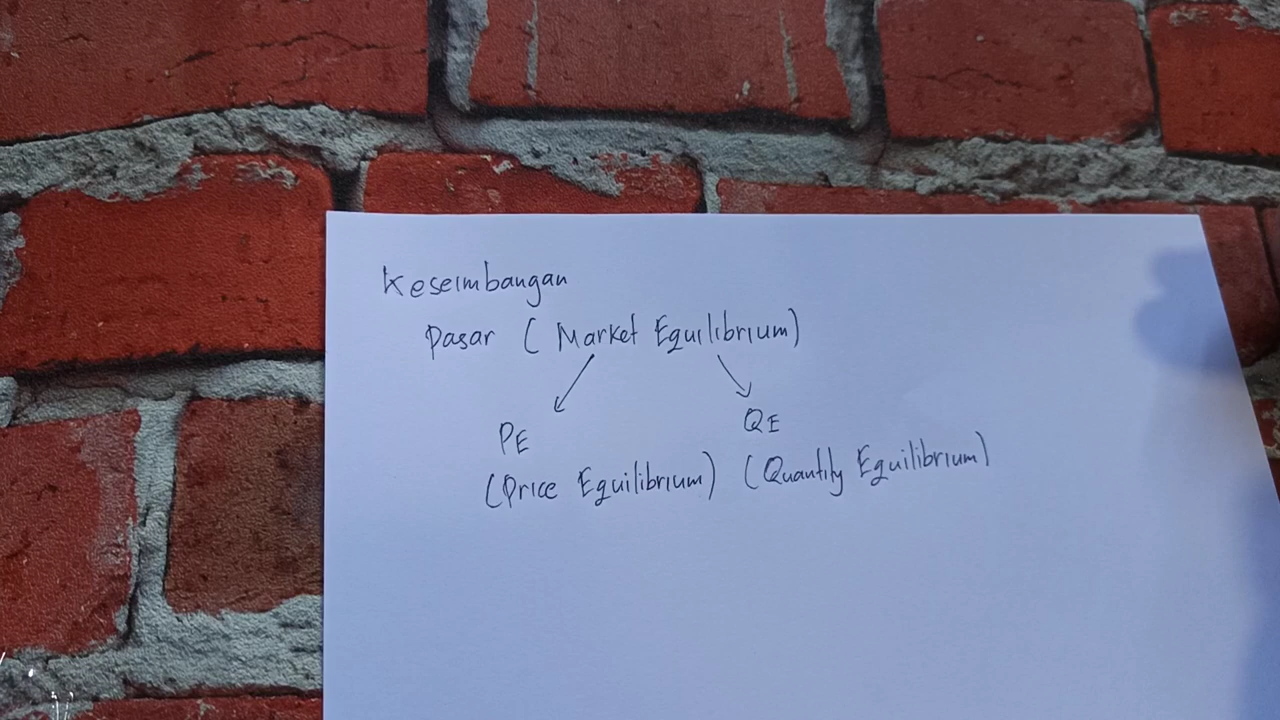 Keseimbangan
Pasar (Market Equilibrium)
PE
QE
(Price Equilibrium)
(Quantity Equilibrium)